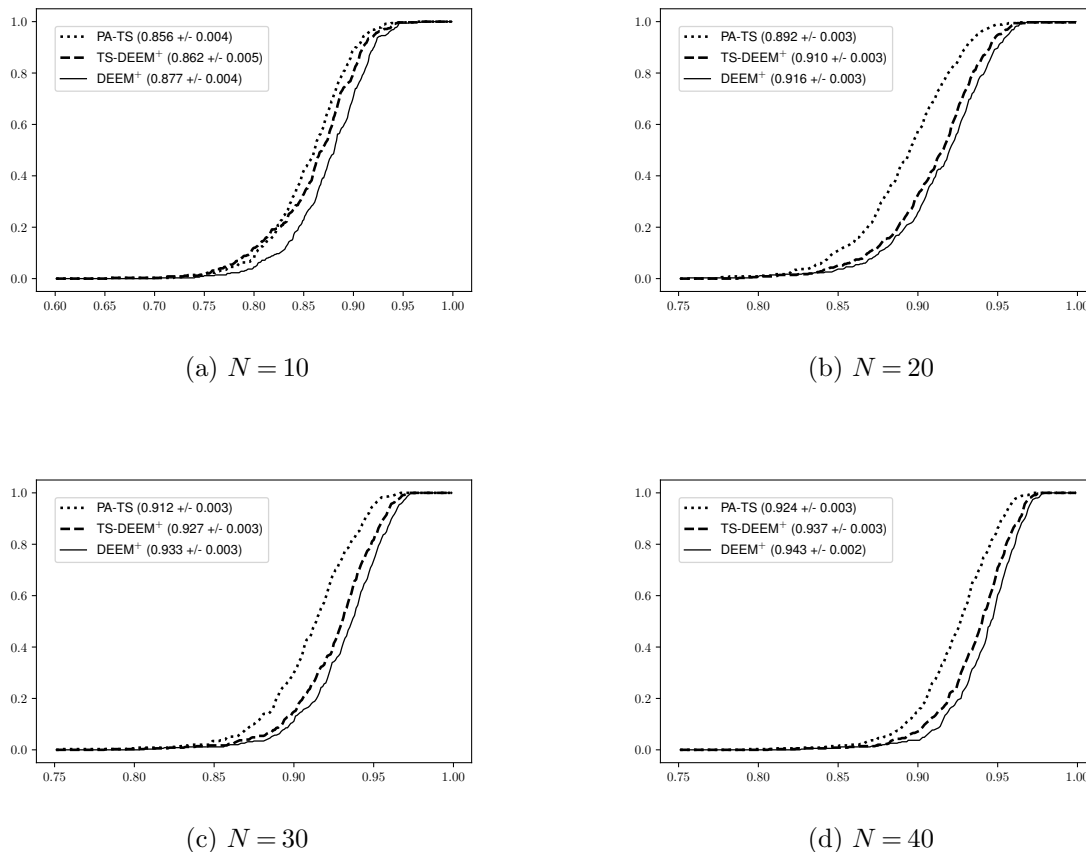 1.0
0.8
0.6
0.4
0.2
0.0
PA-TS (0.856 +/- 0.004)
TS-DEEM⁺ (0.862 +/- 0.005)
DEEM⁺ (0.877 +/- 0.004)
0.60 0.65 0.70 0.75 0.80 0.85 0.90 0.95 1.00
(a) N = 10
1.0
0.8
0.6
0.4
0.2
0.0
PA-TS (0.892 +/- 0.003)
TS-DEEM⁺ (0.910 +/- 0.003)
DEEM⁺ (0.916 +/- 0.003)
0.75 0.80 0.85 0.90 0.95 1.00
(b) N = 20
1.0
0.8
0.6
0.4
0.2
0.0
PA-TS (0.912 +/- 0.003)
TS-DEEM⁺ (0.927 +/- 0.003)
DEEM⁺ (0.933 +/- 0.003)
0.75 0.80 0.85 0.90 0.95 1.00
(c) N = 30
1.0
0.8
0.6
0.4
0.2
0.0
PA-TS (0.924 +/- 0.003)
TS-DEEM⁺ (0.937 +/- 0.003)
DEEM⁺ (0.943 +/- 0.002)
0.75 0.80 0.85 0.90 0.95 1.00
(d) N = 40